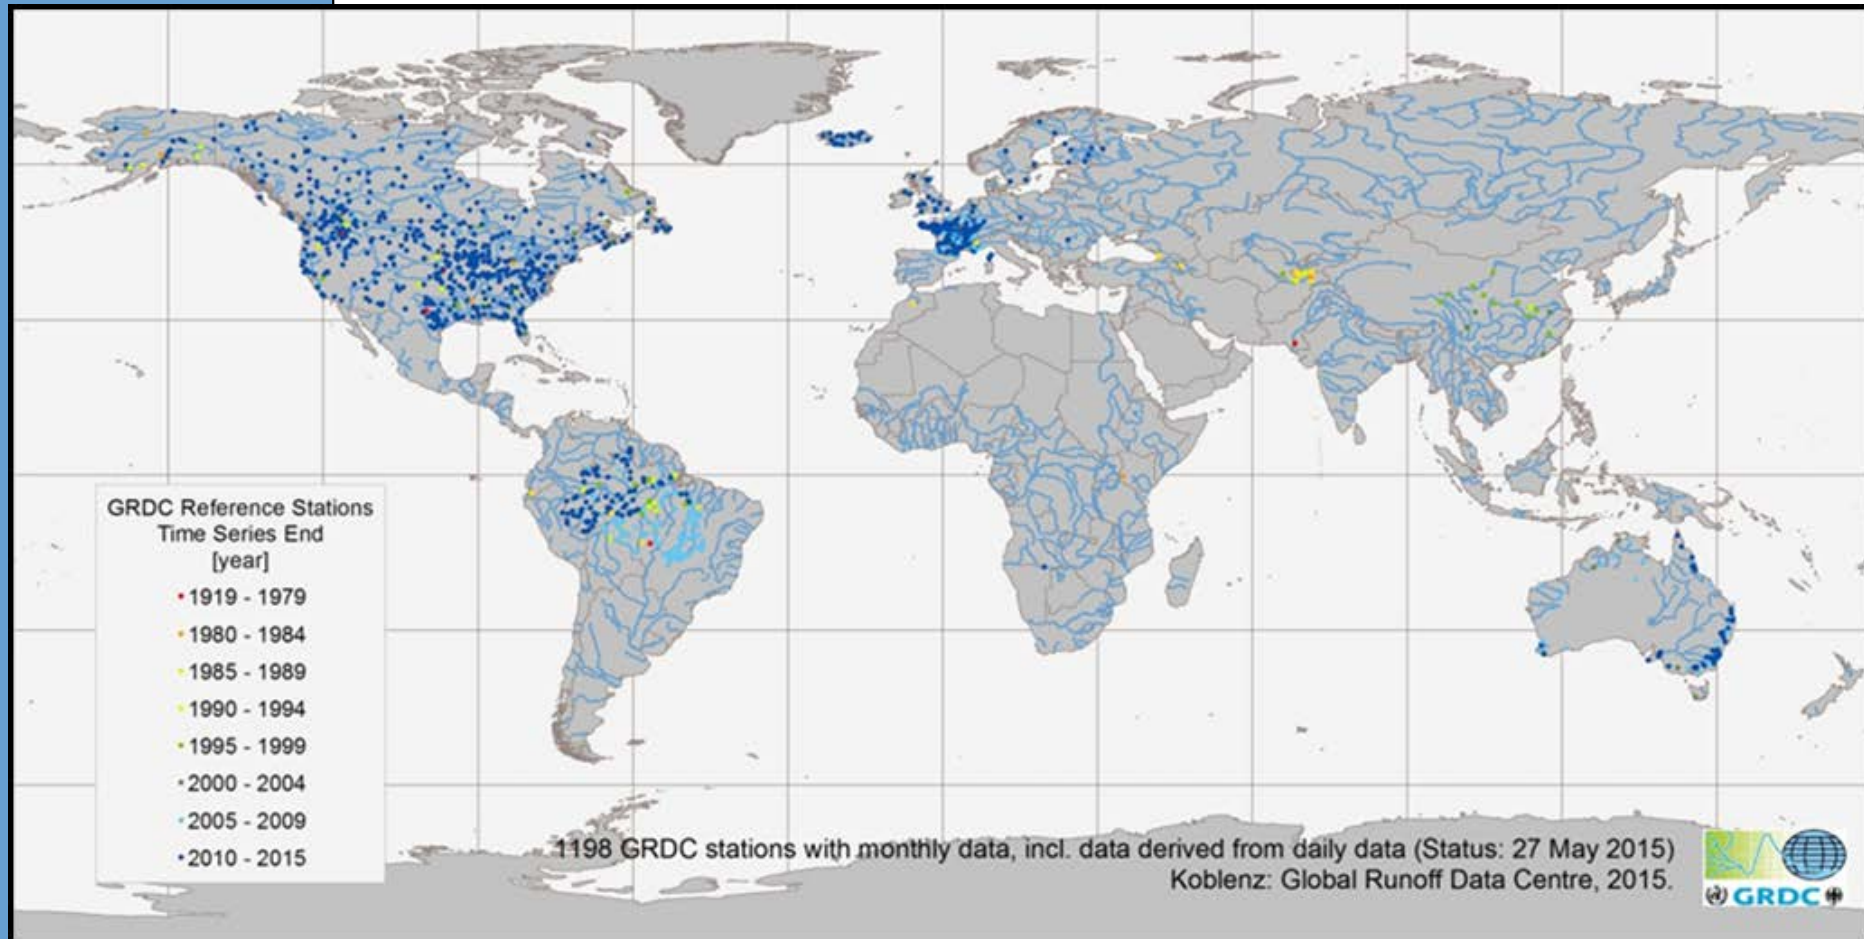 GRDC Reference Stations
Time Series End
[year]
1919 - 1979
1980 - 1984
1985 - 1989
1990 - 1994
1995 - 1999
2000 - 2004
2005 - 2009
2010 - 2015
1198 GRDC stations with monthly data, incl. data derived from daily data (Status: 27 May 2015)
Koblenz: Global Runoff Data Centre, 2015.
GRDC